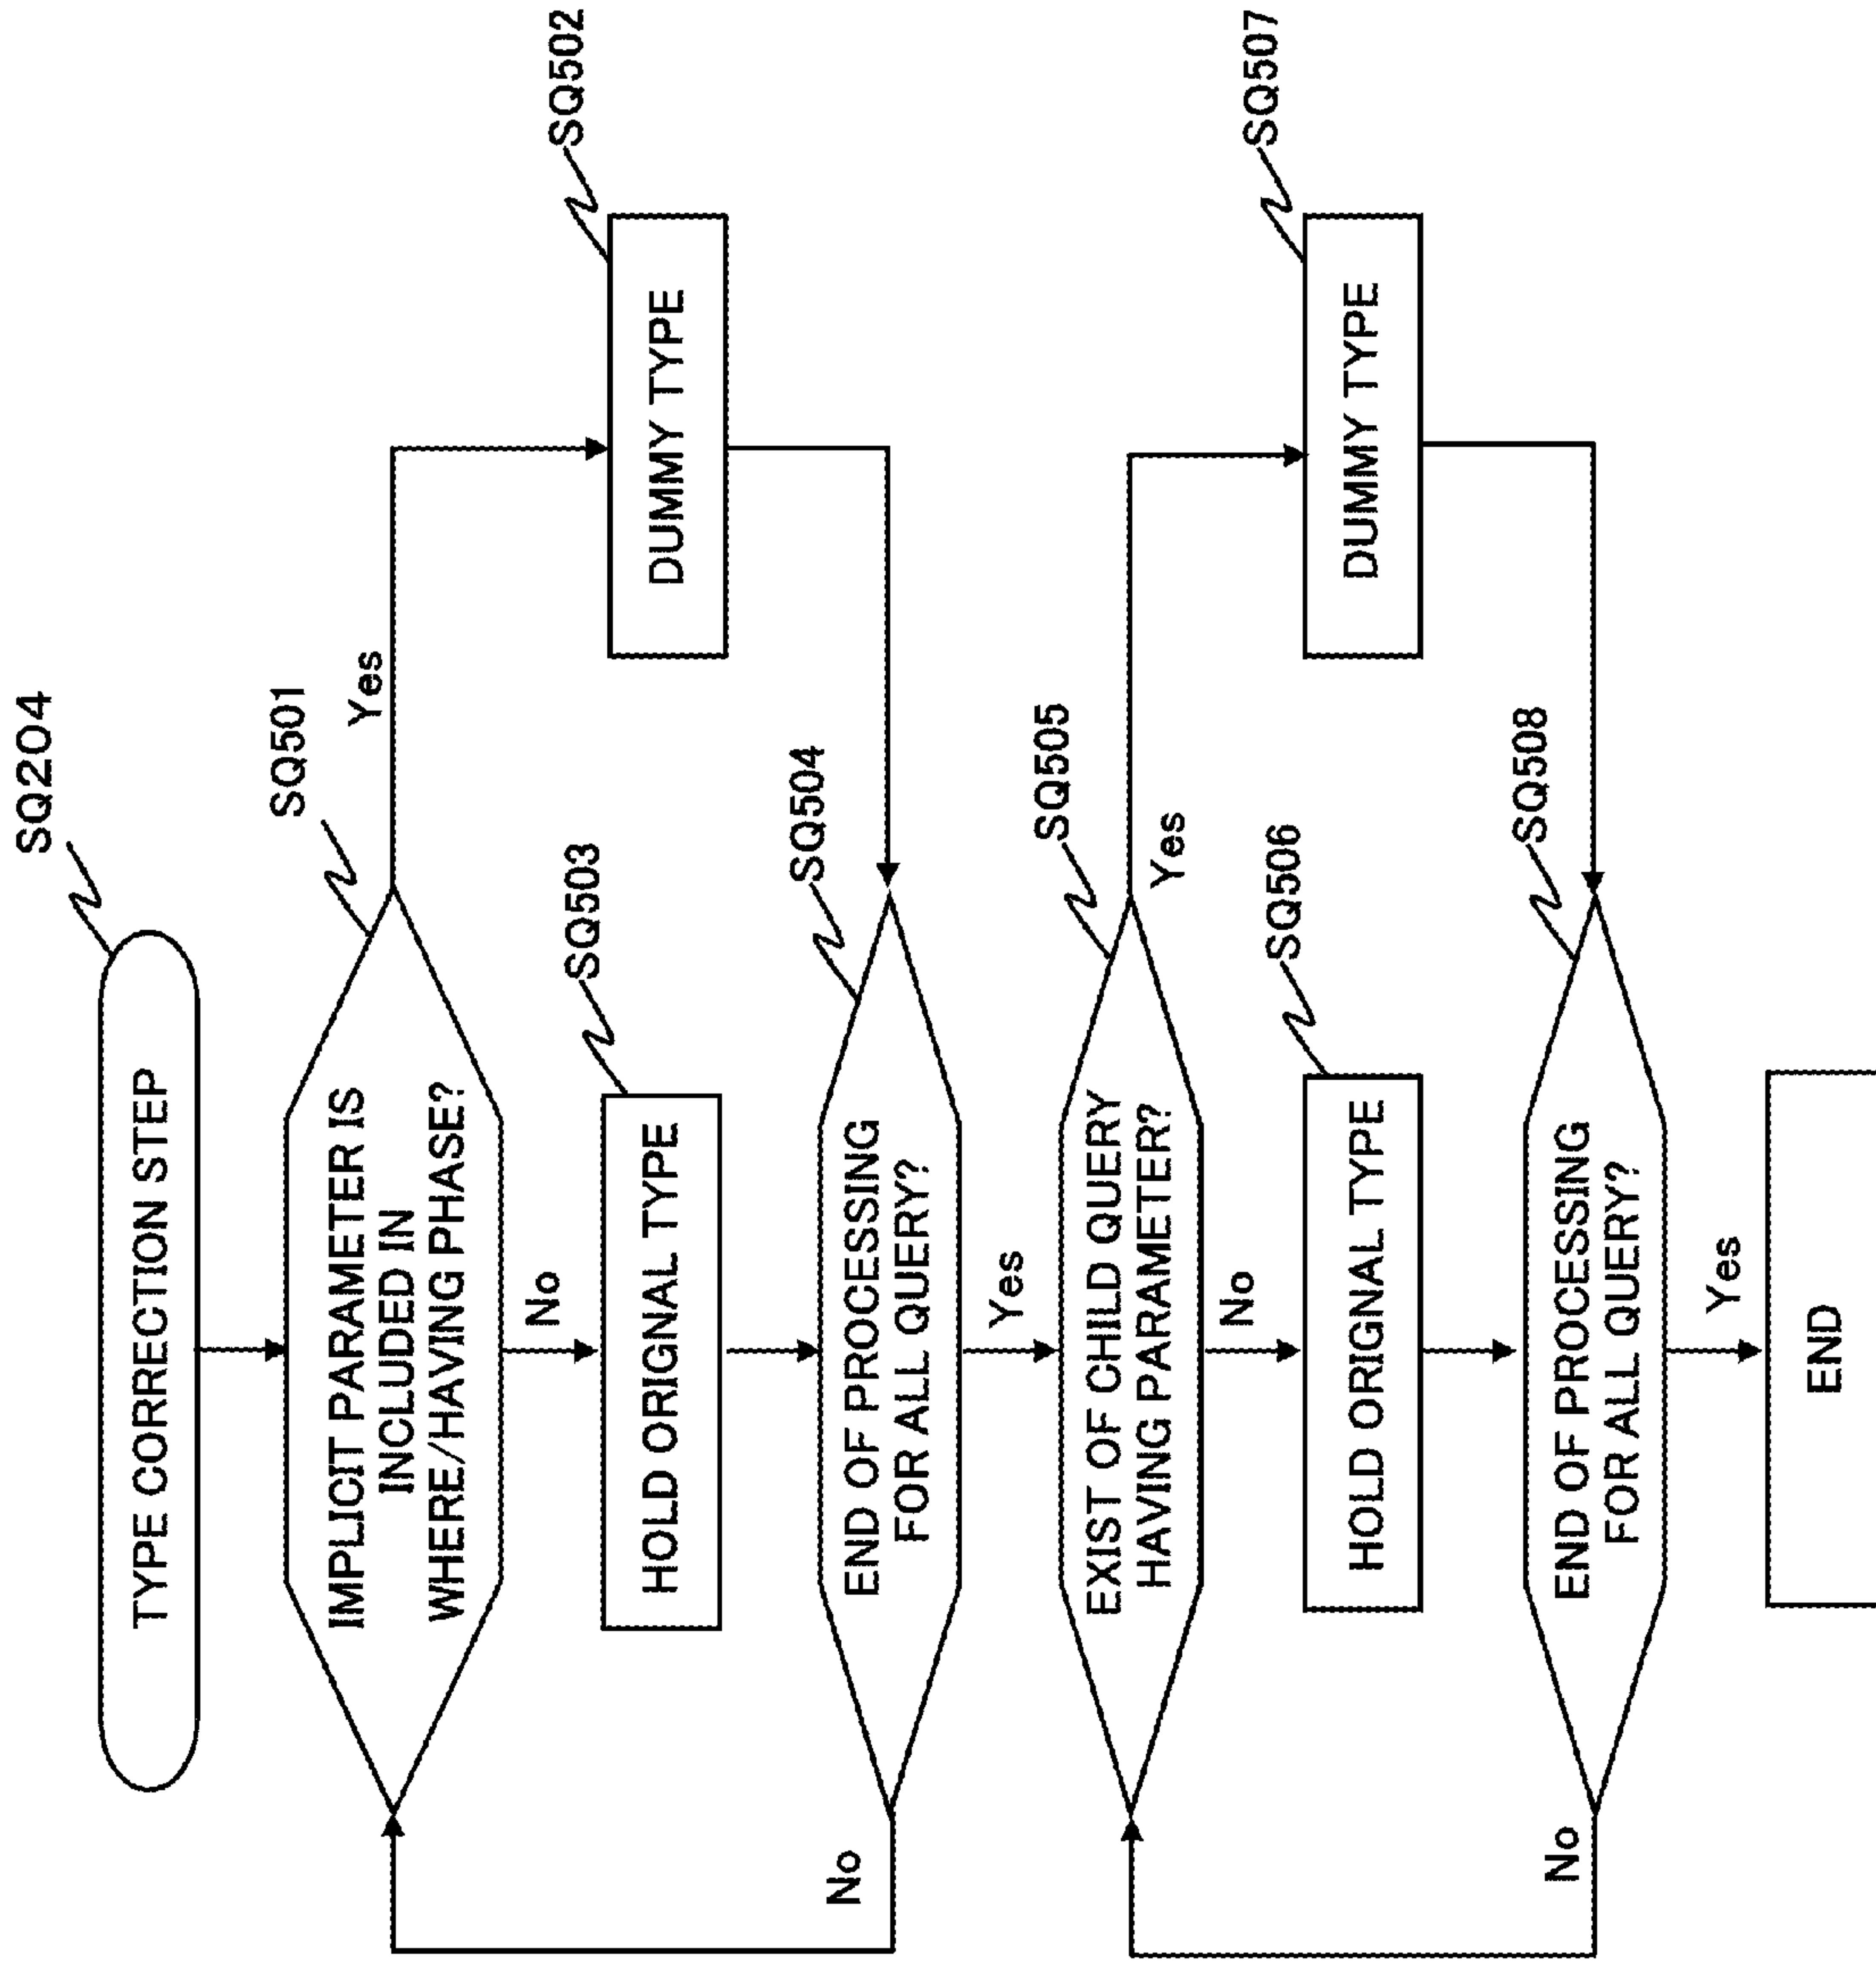 SQ204
TYPE CORRECTION STEP
SQ501
IMPLICIT PARAMETER IS
INCLUDED IN
WHERE/HAVING PHASE?
Yes
No
SQ502
DUMMY TYPE
SQ503
HOLD ORIGNAL TYPE
SQ504
END OF PROCESSING
FOR ALL QUERY?
No
Yes
SQ505
EXIST OF CHILD QUERY
HAVING PARAMETER?
Yes
No
SQ507
DUMMY TYPE
SQ506
HOLD ORIGNAL TYPE
SQ508
END OF PROCESSING
FOR ALL QUERY?
No
Yes
END